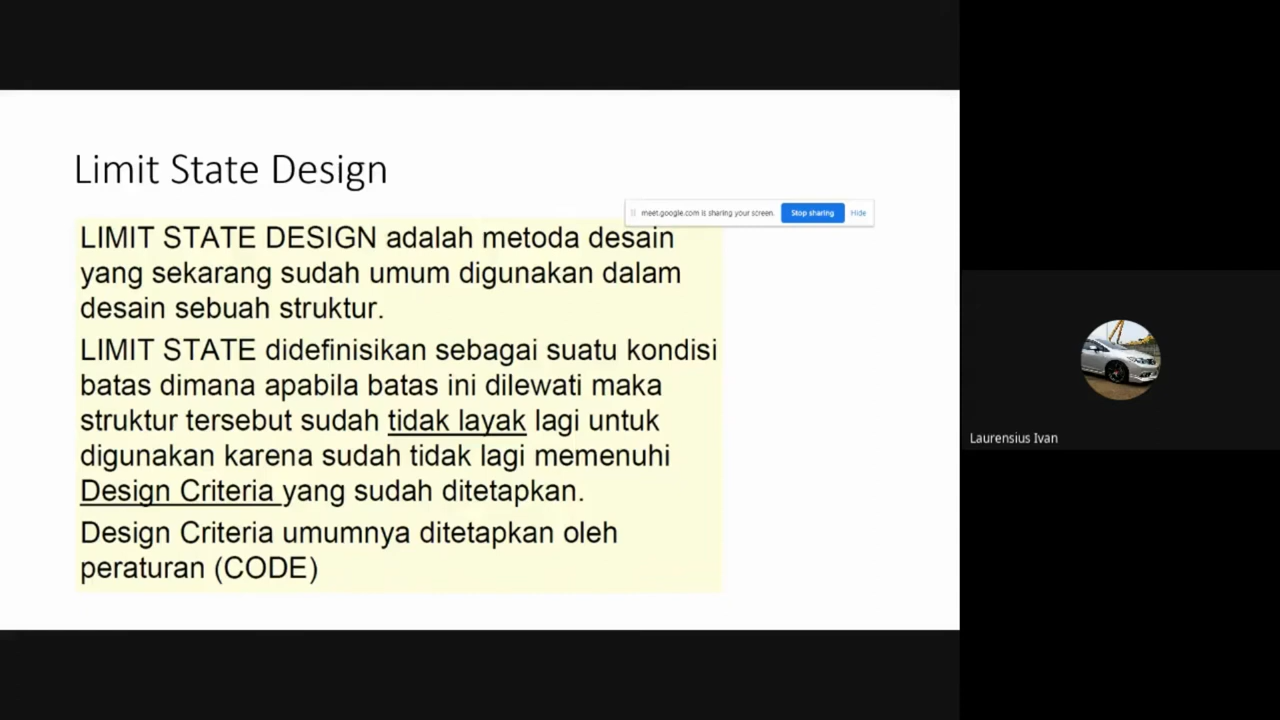 Limit State Design
meet.google.com is sharing your screen.
Stop sharing
Hide
LIMIT STATE DESIGN adalah metoda desain
yang sekarang sudah umum digunakan dalam
desain sebuah struktur.
LIMIT STATE didefinisikan sebagai suatu kondisi
batas dimana apabila batas ini dilewati maka
struktur tersebut sudah tidak layak lagi untuk
digunakan karena sudah tidak lagi memenuhi
Design Criteria yang sudah ditetapkan.
Design Criteria umumnya ditetapkan oleh
peraturan (CODE)
Laurensius Ivan